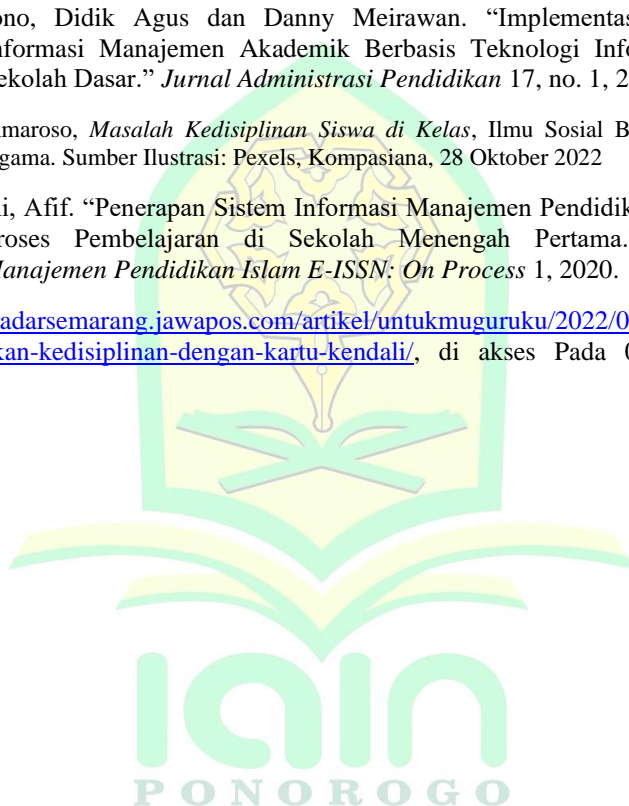 ono, Didik Agus dan Danny Meirawan. “Implementas
nformasi Manajemen Akademik Berbasis Teknologi Info
ekolah Dasar.” Jurnal Administrasi Pendidikan 17, no. 1, 2
maroso, Masalah Kedisiplinan Siswa di Kelas, Ilmu Sosial B
gama. Sumber Ilustrasi: Pexels, Kompasiana, 28 Oktober 2022
i, Afif. “Penerapan Sistem Informasi Manajemen Pendidik
roses Pembelajaran di Sekolah Menengah Pertama.
Manajemen Pendidikan Islam E-ISSN: On Process 1, 2020.
adarsemarang.jawapos.com/artikel/untukmuguruku/2022/0
kan-kedisiplinan-dengan-kartu-kendali/, di akses Pada 0
iain
PONOROGO